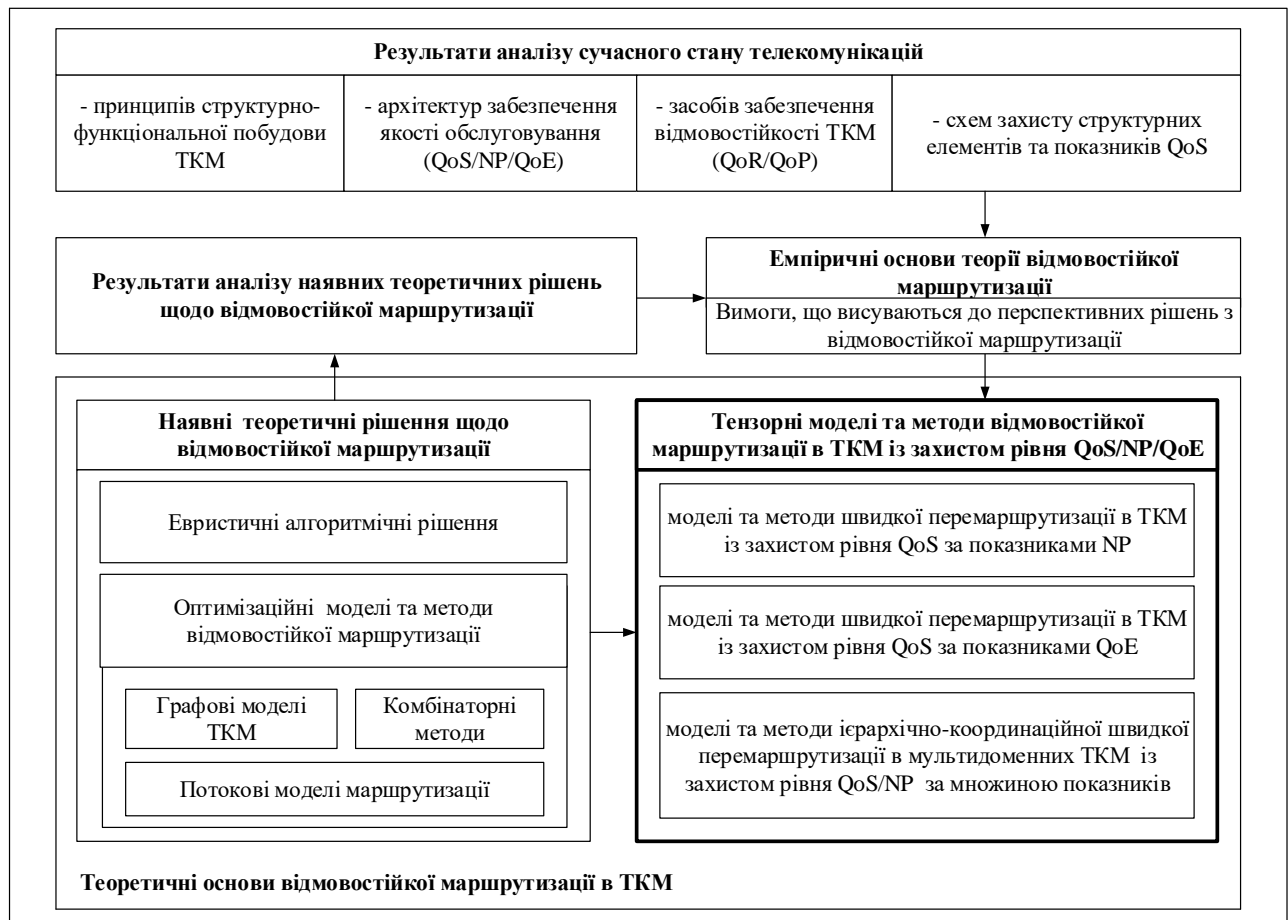 Результати аналізу сучасного стану телекомунікацій
- принципів структурно-
функціональної побудови
ТКМ
- архітектур забезпечення
якості обслуговування
(QoS/NP/QoE)
- засобів забезпечення
відмовостійкості ТКМ
(QoR/QoP)
- схем захисту структурних
елементів та показників QoS
Результати аналізу наявних теоретичних рішень
щодо відмовостійкої маршрутизації
Емпіричні основи теорії відмовостійкої
маршрутизації
Вимоги, що висуваються до перспективних рішень з
відмовостійкої маршрутизації
Наявні теоретичні рішення щодо
відмовостійкої маршрутизації
Евристичні алгоритмічні рішення
Оптимізаційні моделі та методи
відмовостійкої маршрутизації
Графові моделі
ТКМ
Комбінаторні
методи
Потокові моделі маршрутизації
Тензорні моделі та методи відмовостійкої
маршрутизації в ТКМ із захистом рівня QoS/NP/QoE
моделі та методи швидкої перемаршрутизації в ТКМ
із захистом рівня QoS за показниками NP
моделі та методи швидкої перемаршрутизації в ТКМ
із захистом рівня QoS за показниками QoE
моделі та методи ієрархічно-координаційної швидкої
перемаршрутизації в мультидоменних ТКМ із
захистом рівня QoS/NP за множиною показників
Теоретичні основи відмовостійкої маршрутизації в ТКМ